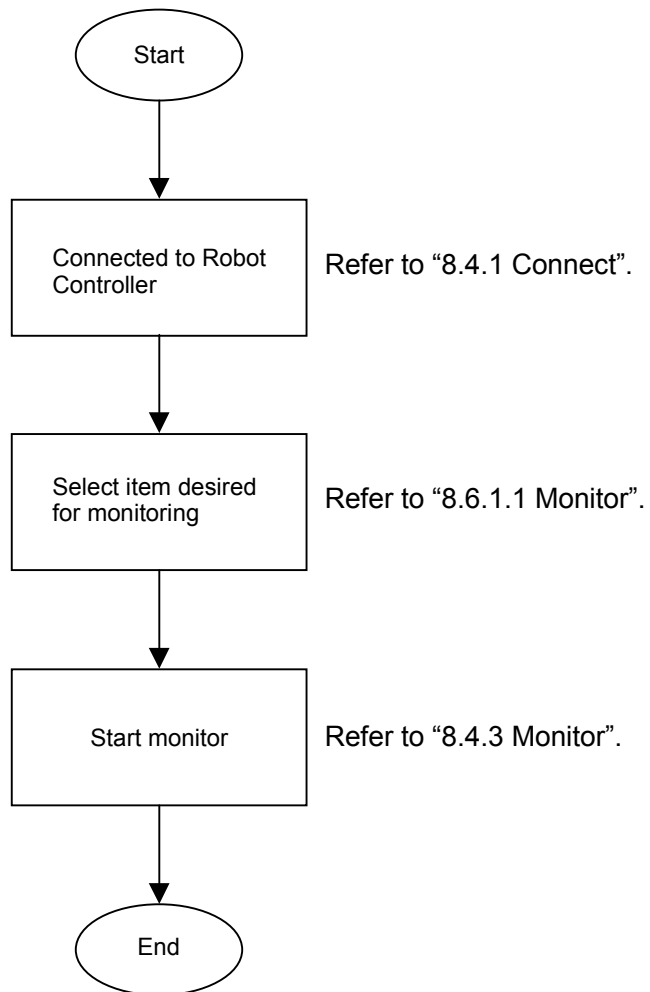 Start
Connected to Robot
Controller
Refer to “8.4.1 Connect”.
Select item desired
for monitoring
Refer to “8.6.1.1 Monitor”.
Start monitor
Refer to “8.4.3 Monitor”.
End